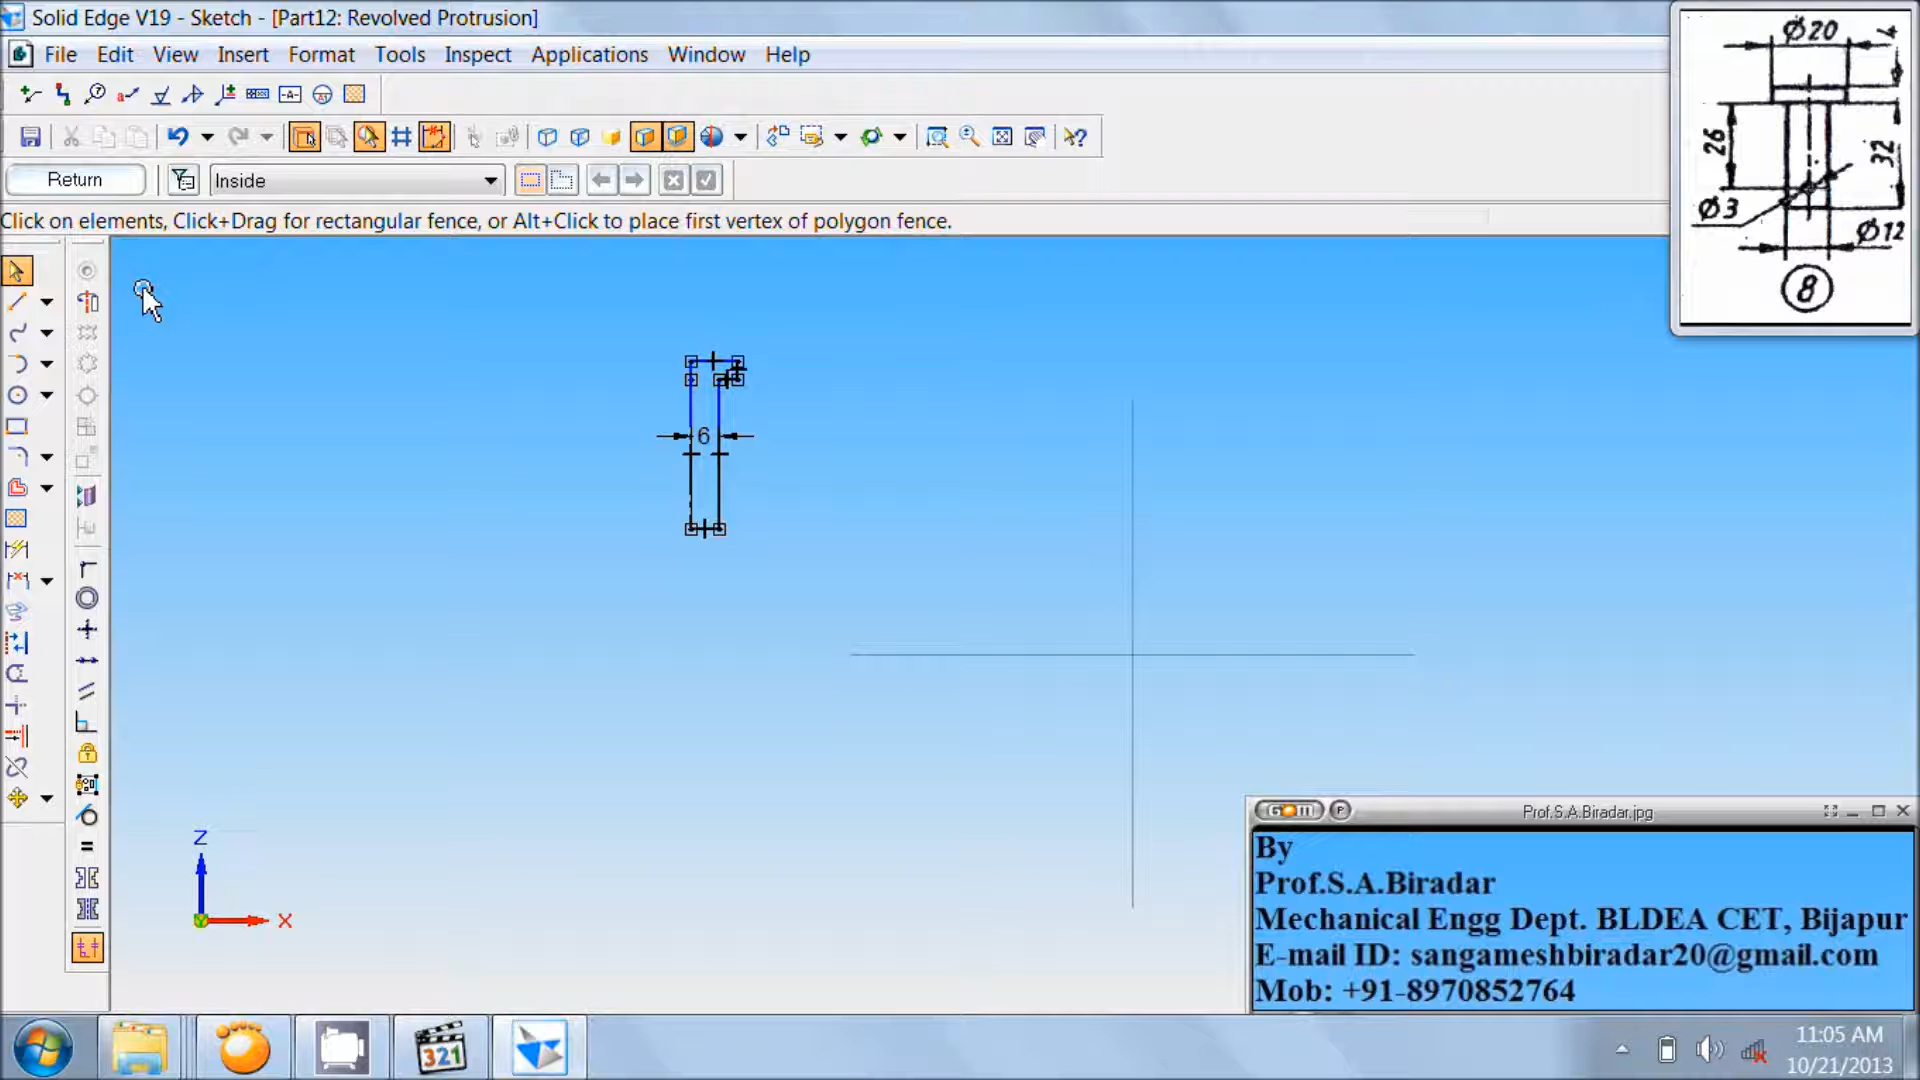 Solid Edge V19 - Sketch - [Part12: Revolved Protrusion]
File Edit View Insert Format Tools Inspect Applications Window Help
Return Inside
Click on elements, Click+Drag for rectangular fence, or Alt+Click to place first vertex of polygon fence.
Ø20 4
26 32
Ø3 Ø12
8
6
Z
X
Prof.S.A.Biradar.jpg
By
Prof.S.A.Biradar
Mechanical Engg Dept. BLDEA CET, Bijapur
E-mail ID: sangameshbiradar20@gmail.com
Mob: +91-8970852764
321
11:05 AM
10/21/2013